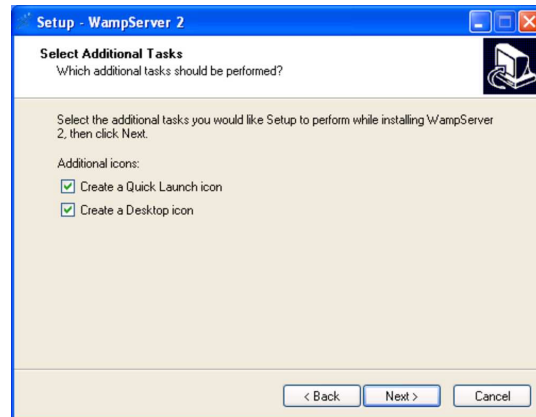 Setup - WampServer 2
Select Additional Tasks
Which additional tasks should be performed?
Select the additional tasks you would like Setup to perform while installing WampServer
2, then click Next.
Additional icons:
Create a Quick Launch icon
Create a Desktop icon
< Back Next > Cancel